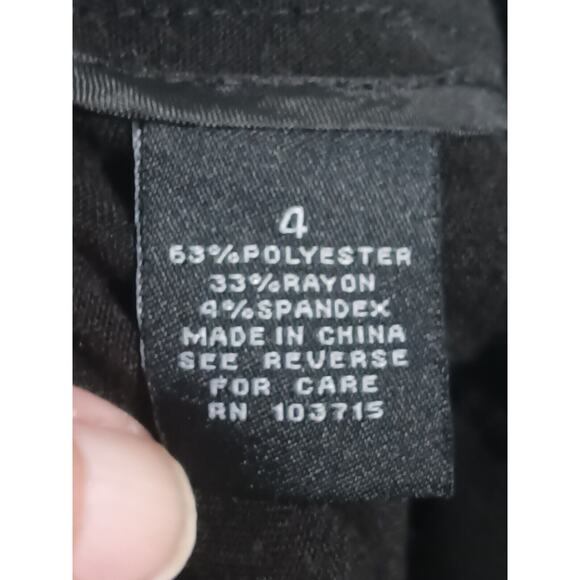 4
63%POLYESTER
33%RAYON
4%SPANDEX
MADE IN CHINA
SEE REVERSE
FOR CARE
RN 103715